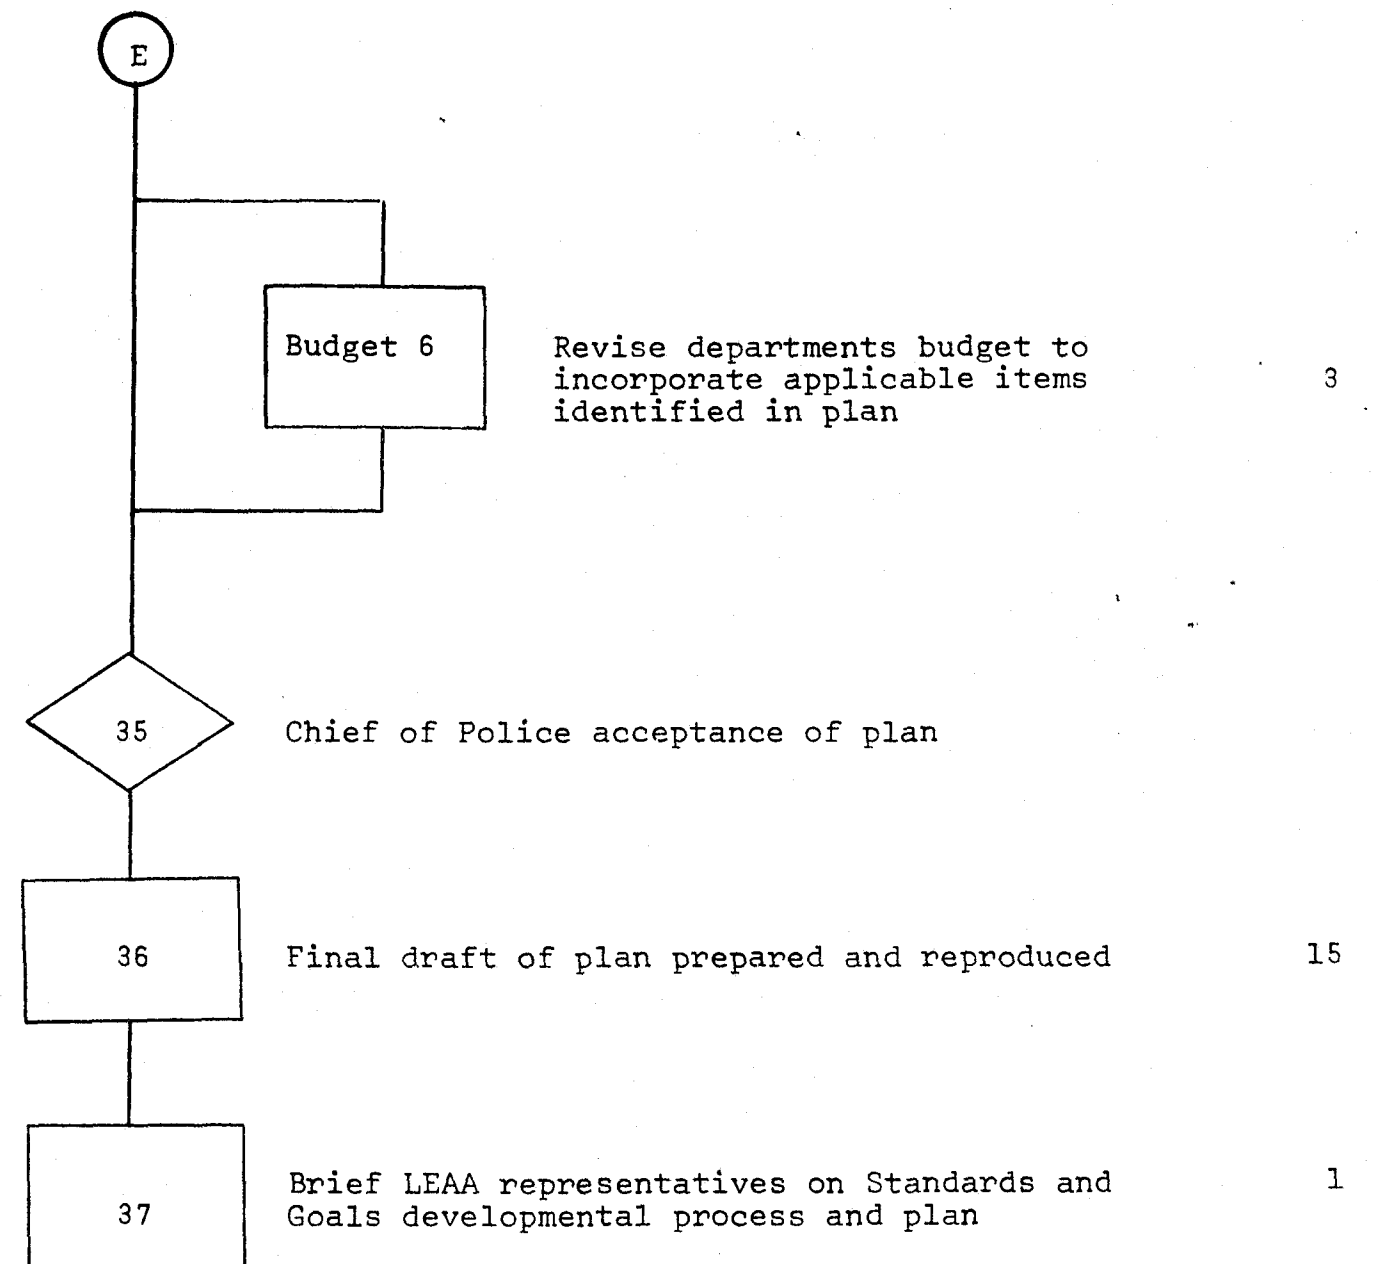 E
Budget 6
Revise departments budget to
incorporate applicable items
identified in plan
3
35
Chief of Police acceptance of plan
36
Final draft of plan prepared and reproduced
15
37
Brief LEAA representatives on Standards and
Goals developmental process and plan
1